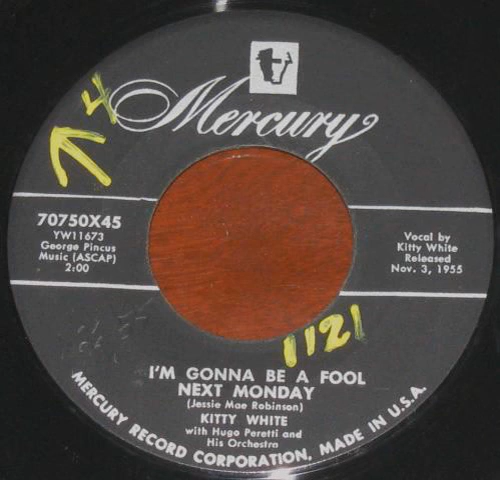 Mercury
4
70750X45
YW11673
George Pincus
Music (ASCAP)
2:00
Vocal by
Kitty White
Released
Nov. 3, 1955
1121
I'M GONNA BE A FOOL
NEXT MONDAY
(Jessie Mae Robinson)
KITTY WHITE
with Hugo Peretti and
His Orchestra
MERCURY RECORD CORPORATION, MADE IN U.S.A.